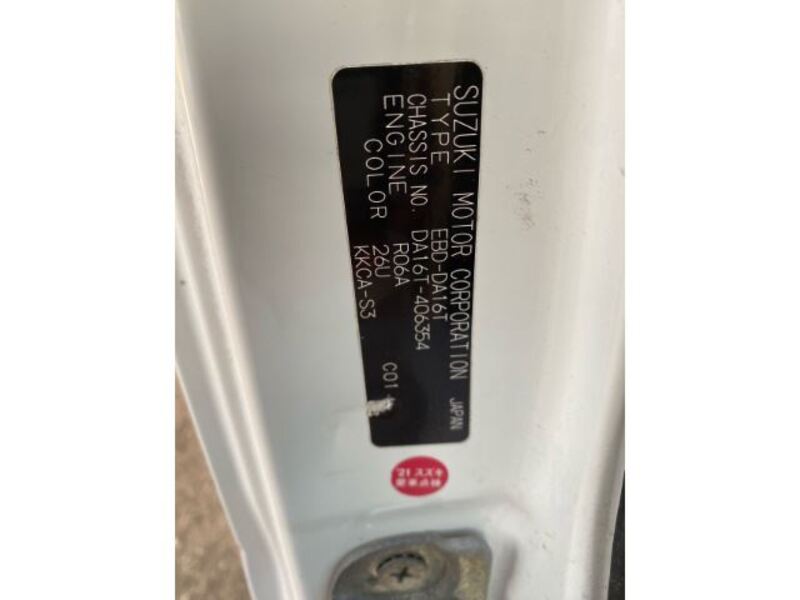 SUZUKI MOTOR CORPORATION JAPAN
TYPE EBD-DA16T
CHASSIS NO. DA16T-406354
ENGINE R06A
COLOR 26U C01
KKCA-S3
'21 スズキ